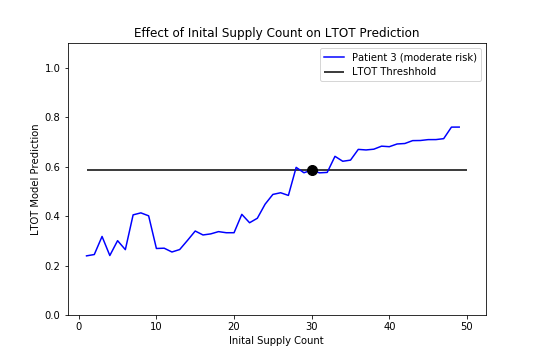 Effect of Inital Supply Count on LTOT Prediction
Patient 3 (moderate risk)
LTOT Threshhold
LTOT Model Prediction
1.0
0.8
0.6
0.4
0.2
0.0
0
10
20
30
40
50
Inital Supply Count